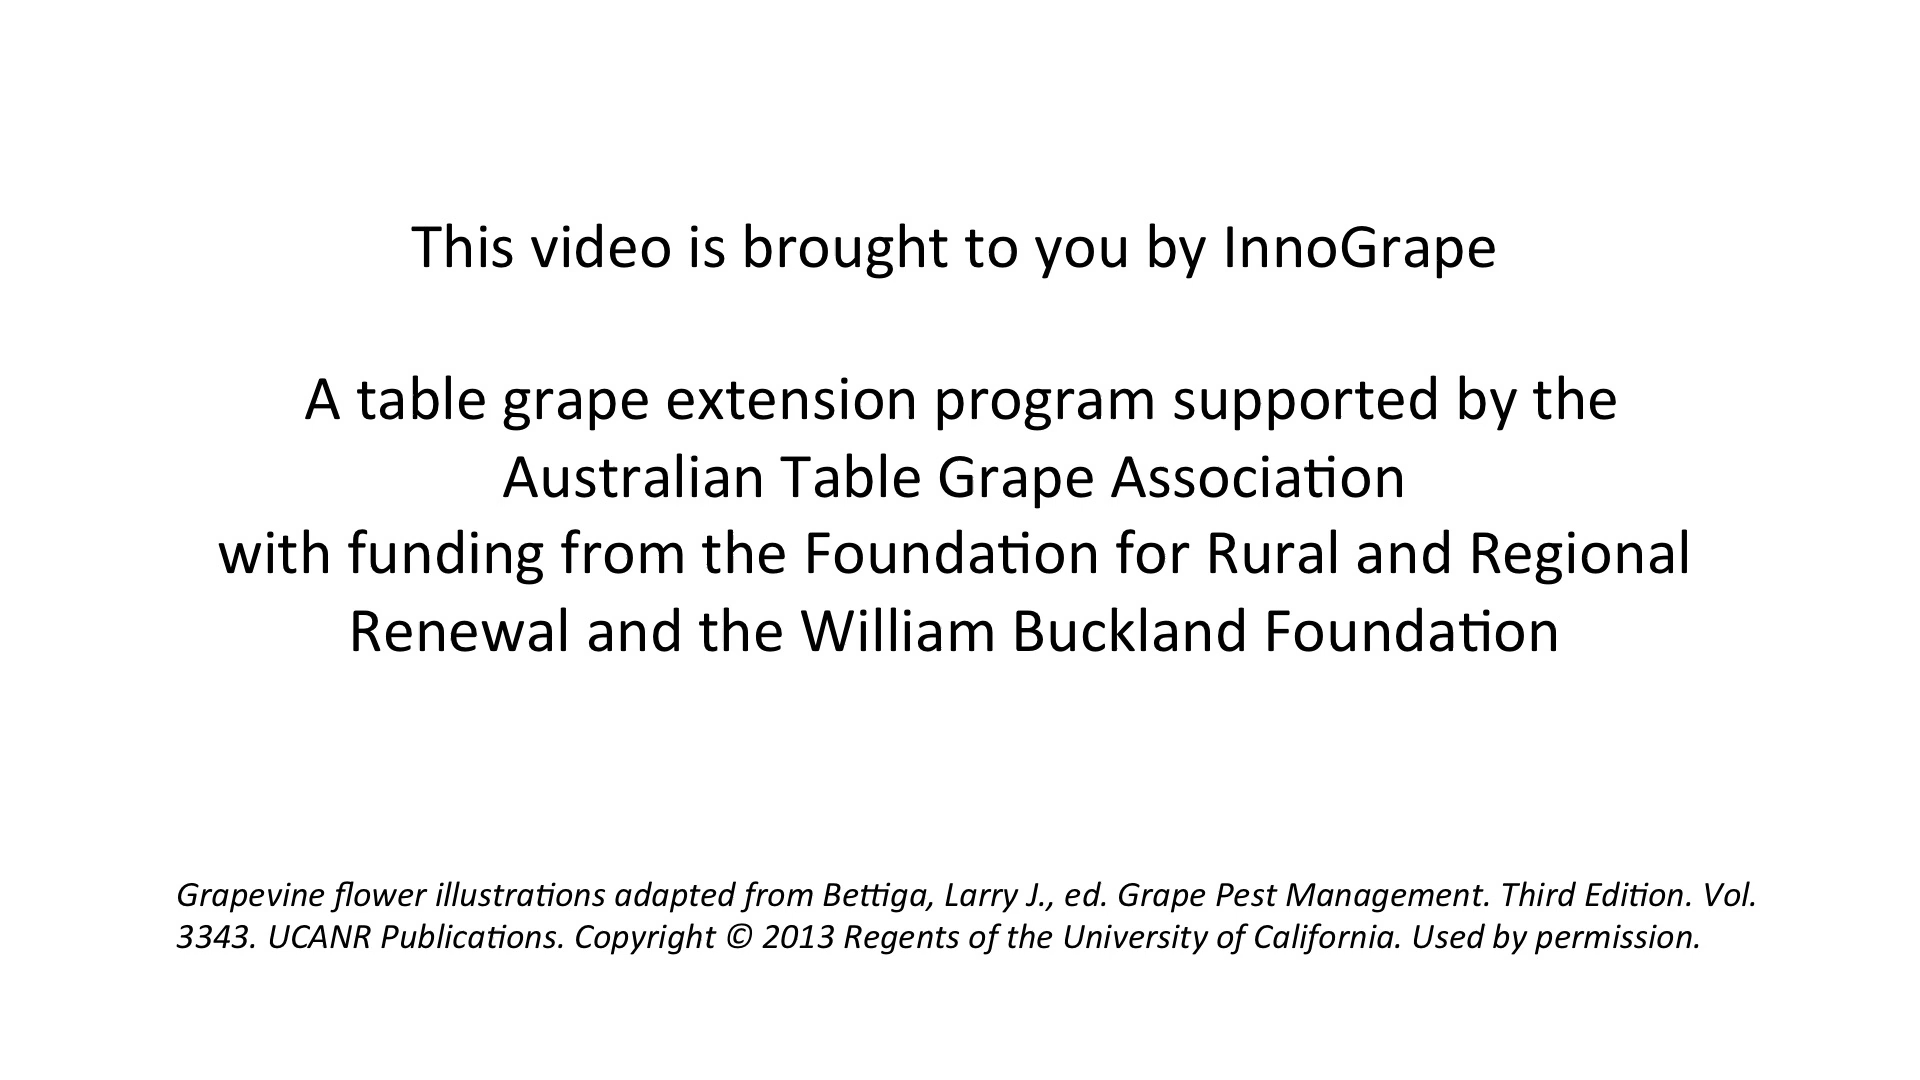 This video is brought to you by InnoGrape
A table grape extension program supported by the
Australian Table Grape Association
with funding from the Foundation for Rural and Regional
Renewal and the William Buckland Foundation
Grapevine flower illustrations adapted from Bettiga, Larry J., ed. Grape Pest Management. Third Edition. Vol.
3343. UCANR Publications. Copyright © 2013 Regents of the University of California. Used by permission.